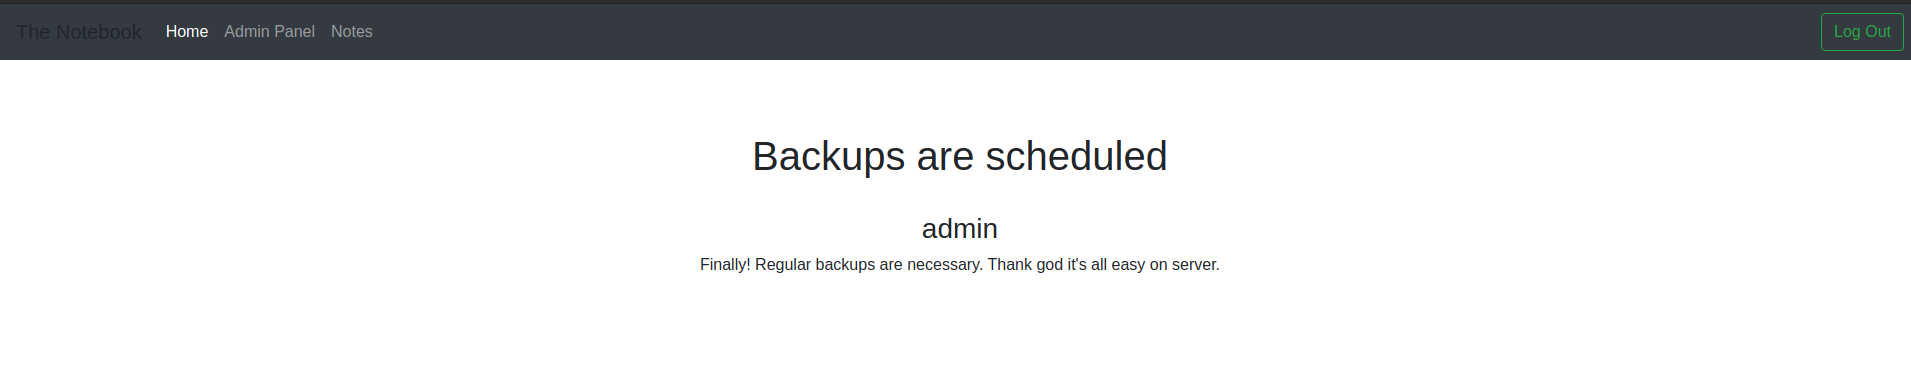 The Notebook Home Admin Panel Notes Log Out
Backups are scheduled
admin
Finally! Regular backups are necessary. Thank god it's all easy on server.